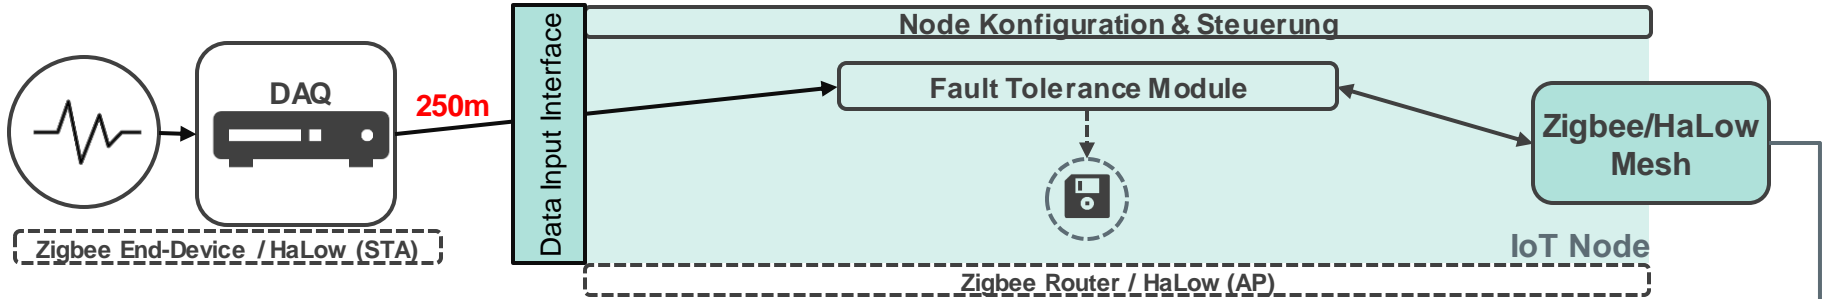 Node Konfiguration & Steuerung
DAQ
250m
Data Input Interface
Fault Tolerance Module
Zigbee/HaLow
Mesh
Zigbee End-Device / HaLow (STA)
IoT Node
Zigbee Router / HaLow (AP)